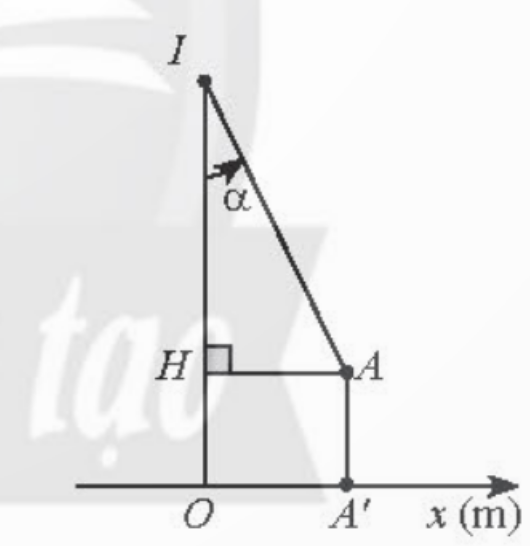 I
α
H A
tạo
O A' x (m)